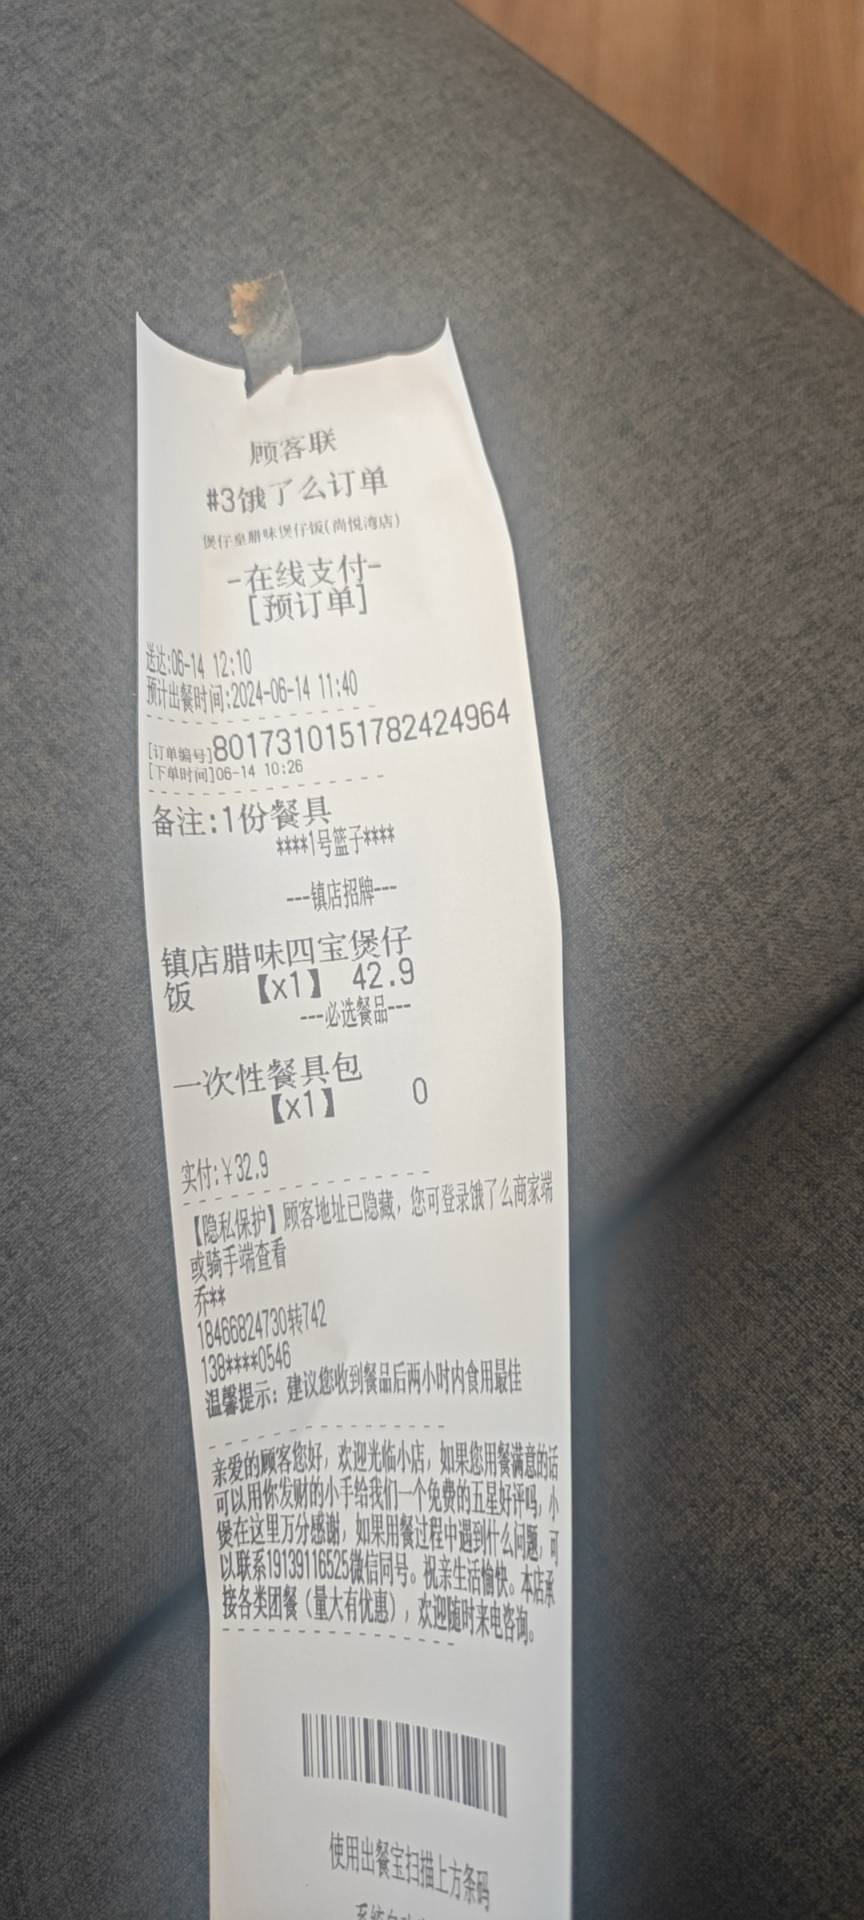 顾客联
#3饿了么订单
煲仔皇腊味煲仔饭(尚悦湾店)
-在线支付-
[预订单]
送达:06-14 12:10
预计出餐时间:2024-06-14 11:40
[订单编号]8017310151782424964
[下单时间]06-14 10:26
备注:1份餐具
****1号篮子****
---镇店招牌---
镇店腊味四宝煲仔
饭 【x1】 42.9
---必选餐品---
一次性餐具包
【x1】 0
实付:￥32.9
【隐私保护】顾客地址已隐藏，您可登录饿了么商家端
或骑手端查看
乔**
18466824730转742
138****0546
温馨提示：建议您收到餐品后两小时内食用最佳
亲爱的顾客您好，欢迎光临小店，如果您用餐满意的话
可以用你发财的小手给我们一个免费的五星好评吗，小
煲在这里万分感谢，如果用餐过程中遇到什么问题，可
以联系19139116525微信同号。祝亲生活愉快。本店承
接各类团餐（量大有优惠），欢迎随时来电咨询。
使用出餐宝扫描上方条码